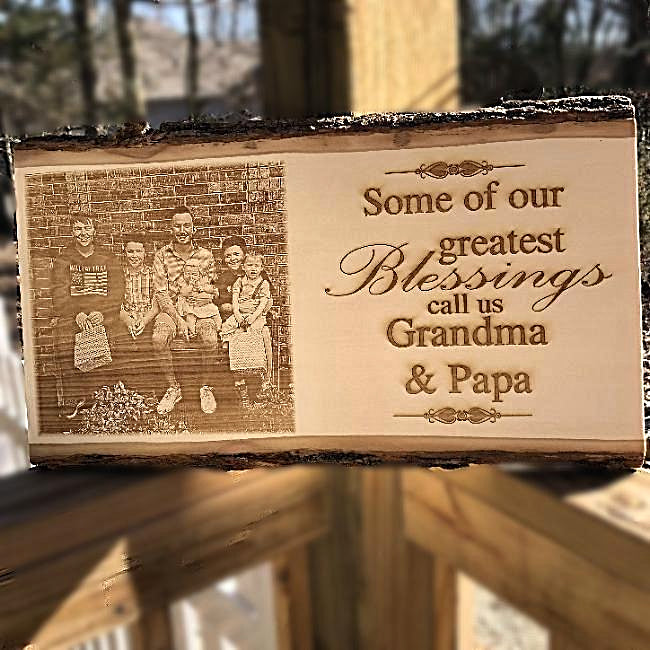 Some of our
greatest
Blessings
call us
Grandma
& Papa